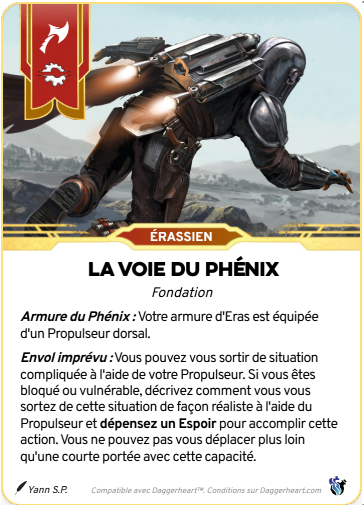 ÉRASSIEN
LA VOIE DU PHÉNIX
Fondation
Armure du Phénix : Votre armure d'Eras est équipée
d'un Propulseur dorsal.
Envol imprévu : Vous pouvez vous sortir de situation
compliquée à l'aide de votre Propulseur. Si vous êtes
bloqué ou vulnérable, décrivez comment vous vous
sortez de cette situation de façon réaliste à l'aide du
Propulseur et dépensez un Espoir pour accomplir cette
action. Vous ne pouvez pas vous déplacer plus loin
qu'une courte portée avec cette capacité.
Yann S.P. Compatible avec Daggerheart™. Conditions sur Daggerheart.com